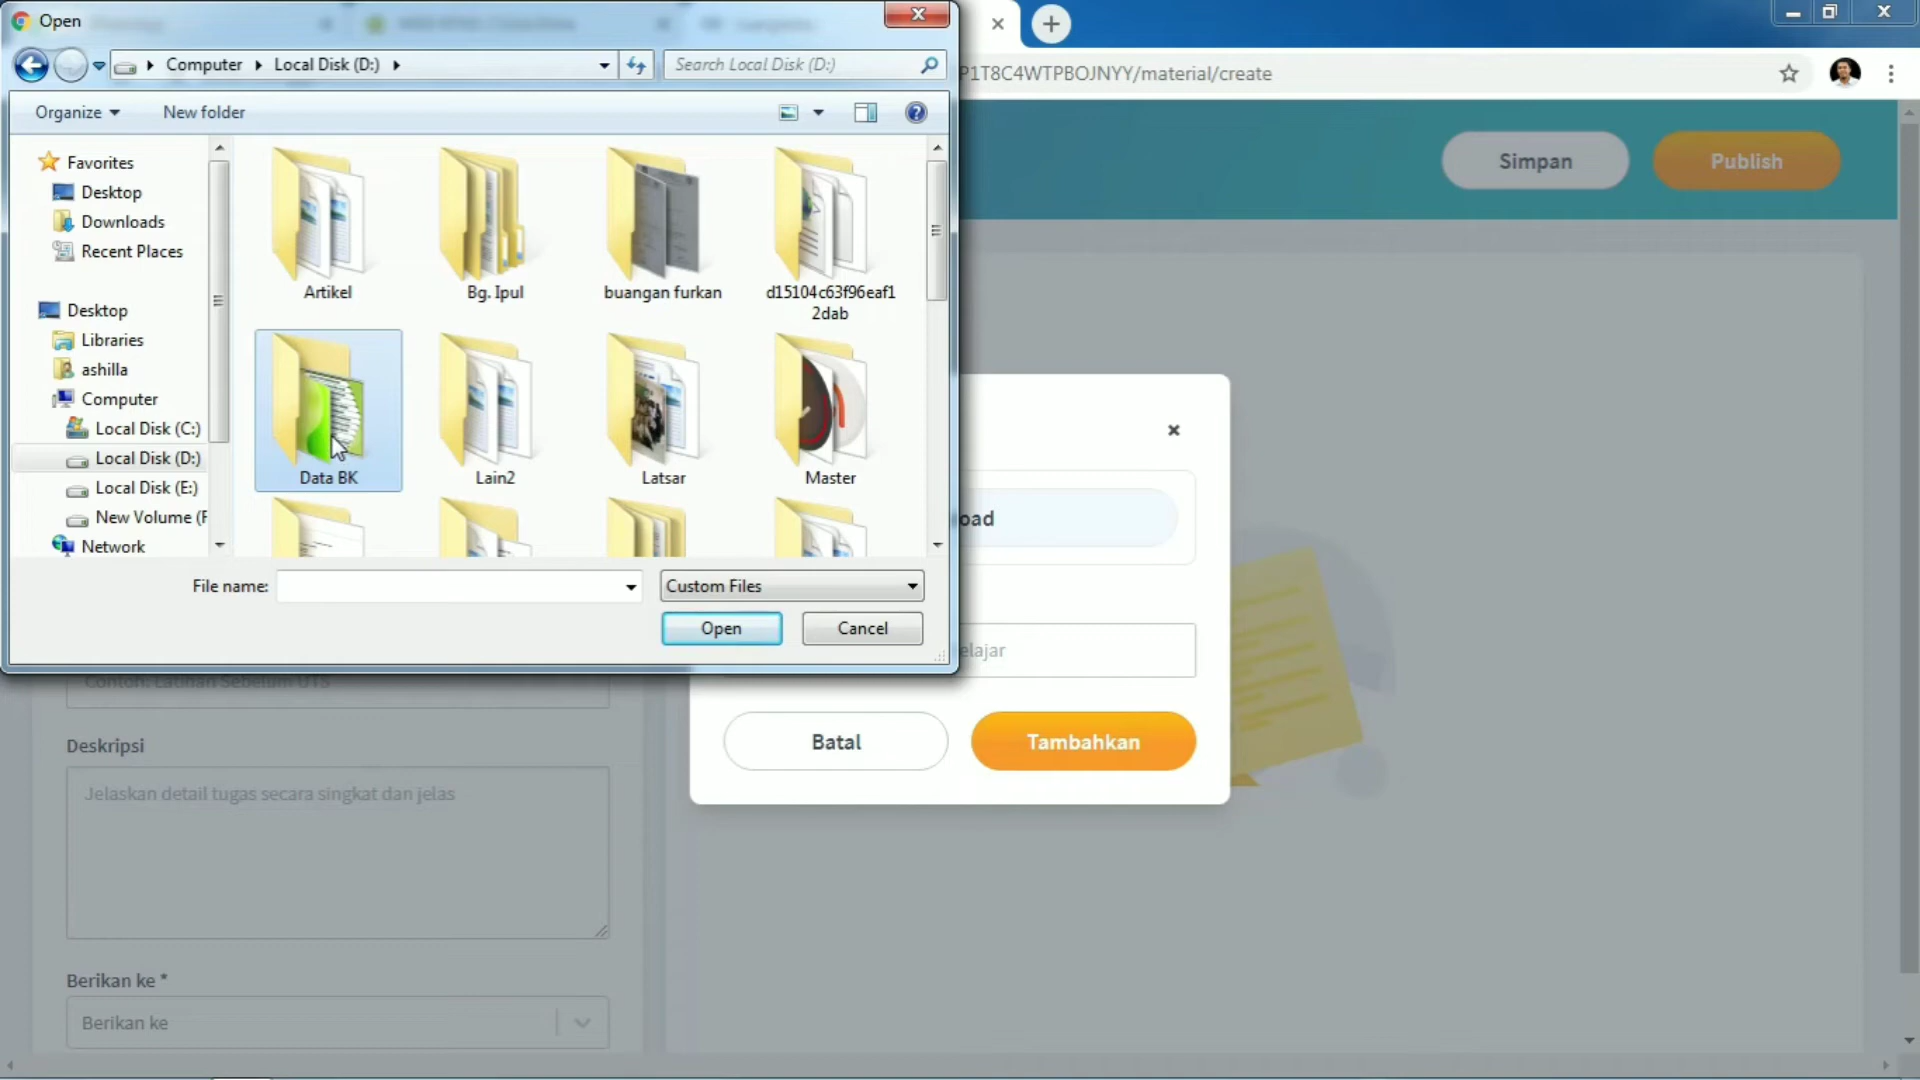 Open
P1T8C4WTPBOJNYY/material/create
Computer Local Disk (D:)
Search Local Disk (D:)
Organize
New folder
Simpan
Publish
Favorites
Desktop
Downloads
Recent Places
Desktop
Libraries
ashilla
Computer
Local Disk (C:)
Local Disk (D:)
Local Disk (E:)
New Volume (F
Network
Artikel
Bg. Ipul
buangan furkan
d15104c63f96eaf1
2dab
Data BK
Lain2
Latsar
Master
File name:
Custom Files
Open
Cancel
oad
elajar
Batal
Tambahkan
Contoh: Latihan Sebelum UTS
Deskripsi
Jelaskan detail tugas secara singkat dan jelas
Berikan ke *
Berikan ke